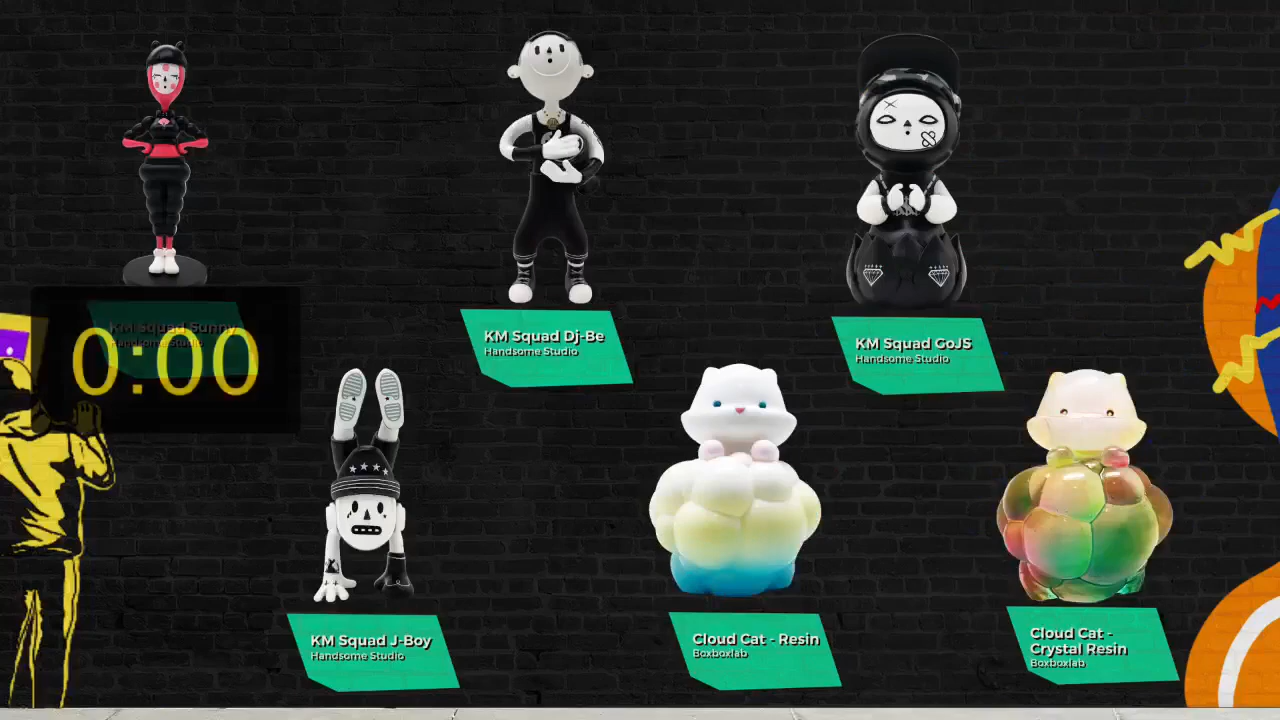 KM Squad Sunny
Handsome Studio
0:00
KM Squad Dj-Be
Handsome Studio
KM Squad GoJS
Handsome Studio
KM Squad J-Boy
Handsome Studio
Cloud Cat - Resin
Boxboxlab
Cloud Cat -
Crystal Resin
Boxboxlab